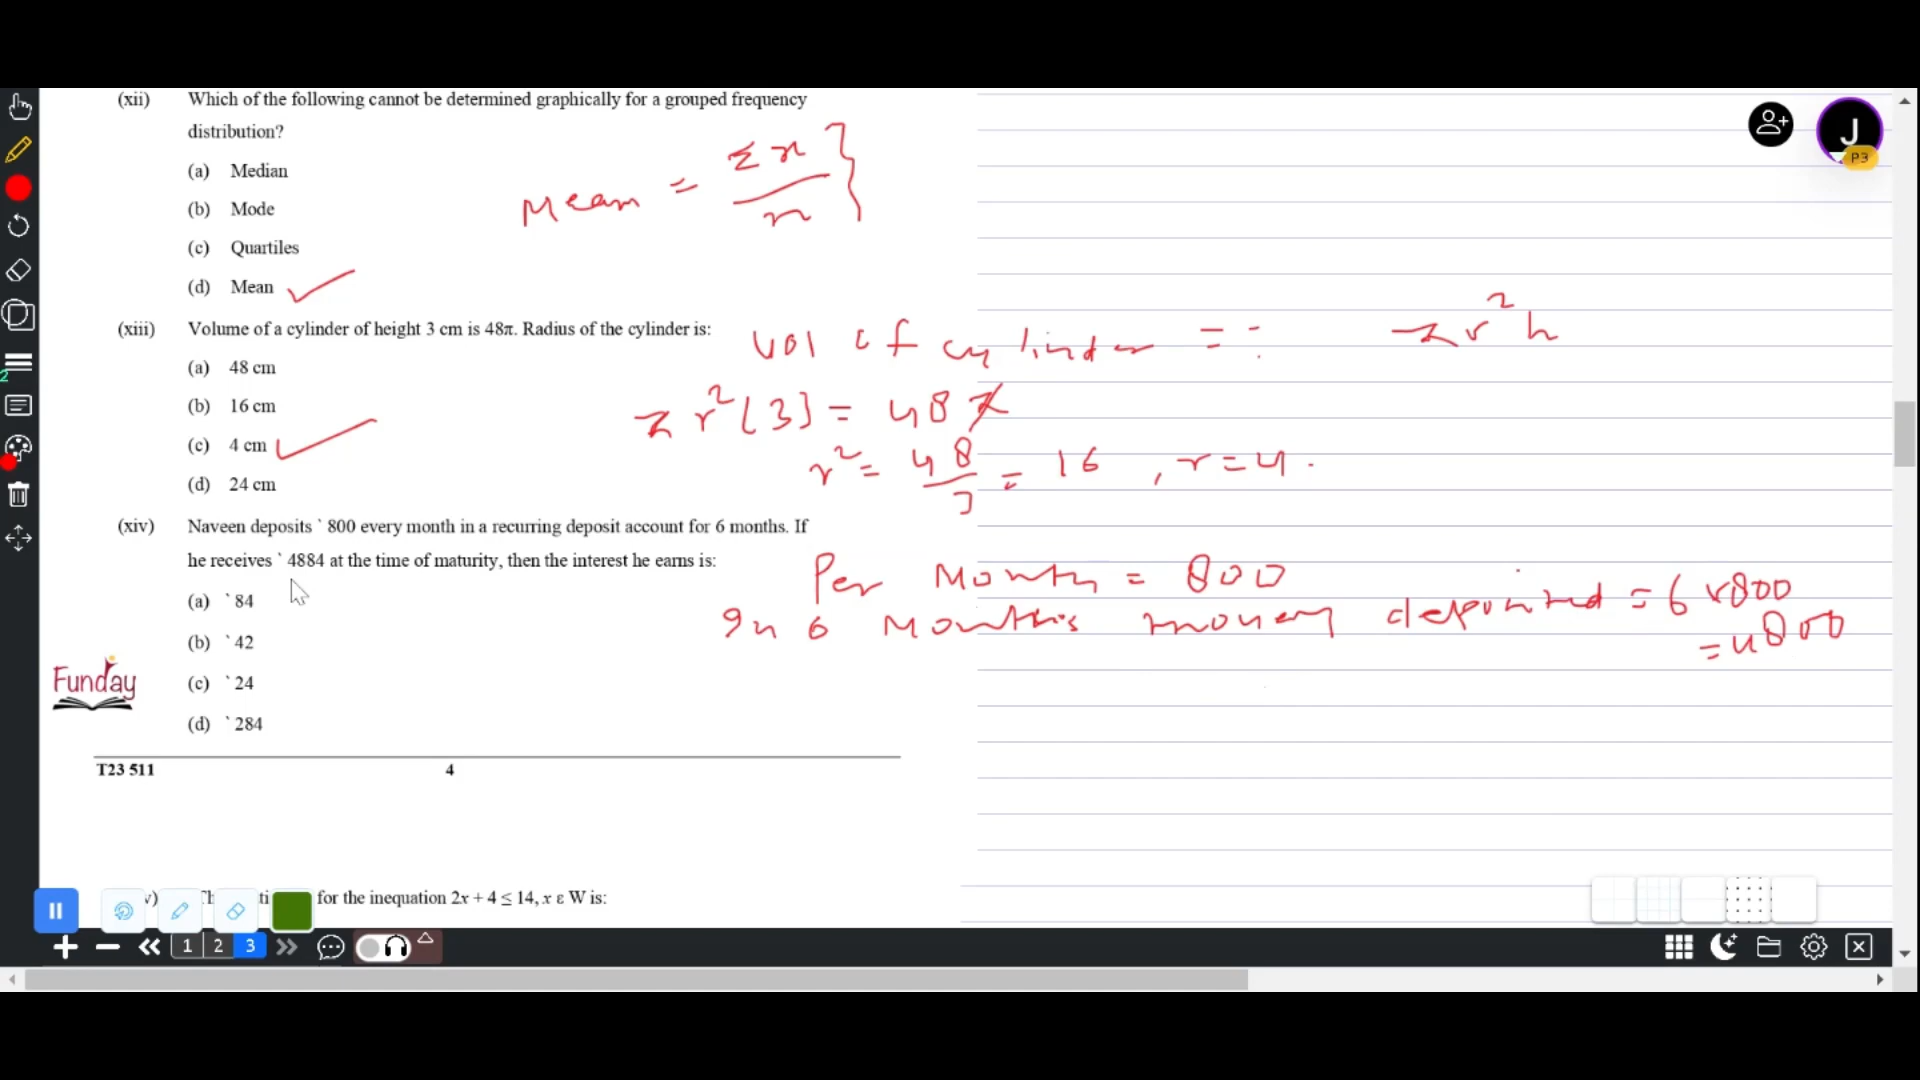 (xii) Which of the following cannot be determined graphically for a grouped frequency
distribution?
(a) Median
(b) Mode
(c) Quartiles
(d) Mean
Mean = Σx
n
(xiii) Volume of a cylinder of height 3 cm is 48π. Radius of the cylinder is:
(a) 48 cm
(b) 16 cm
(c) 4 cm
(d) 24 cm
Vol of cylinder = πr²h
πr²(3) = 48π
r² = 48/3 = 16, r=4.
(xiv) Naveen deposits ` 800 every month in a recurring deposit account for 6 months. If
he receives ` 4884 at the time of maturity, then the interest he earns is:
(a) ` 84
(b) ` 42
(c) ` 24
(d) ` 284
Per Month = 800
In 6 Months money deposited = 6x800
=4800
Funday
T23 511
4
for the inequation 2x + 4 ≤ 14, x ε W is:
J
P3
2
1 2 3